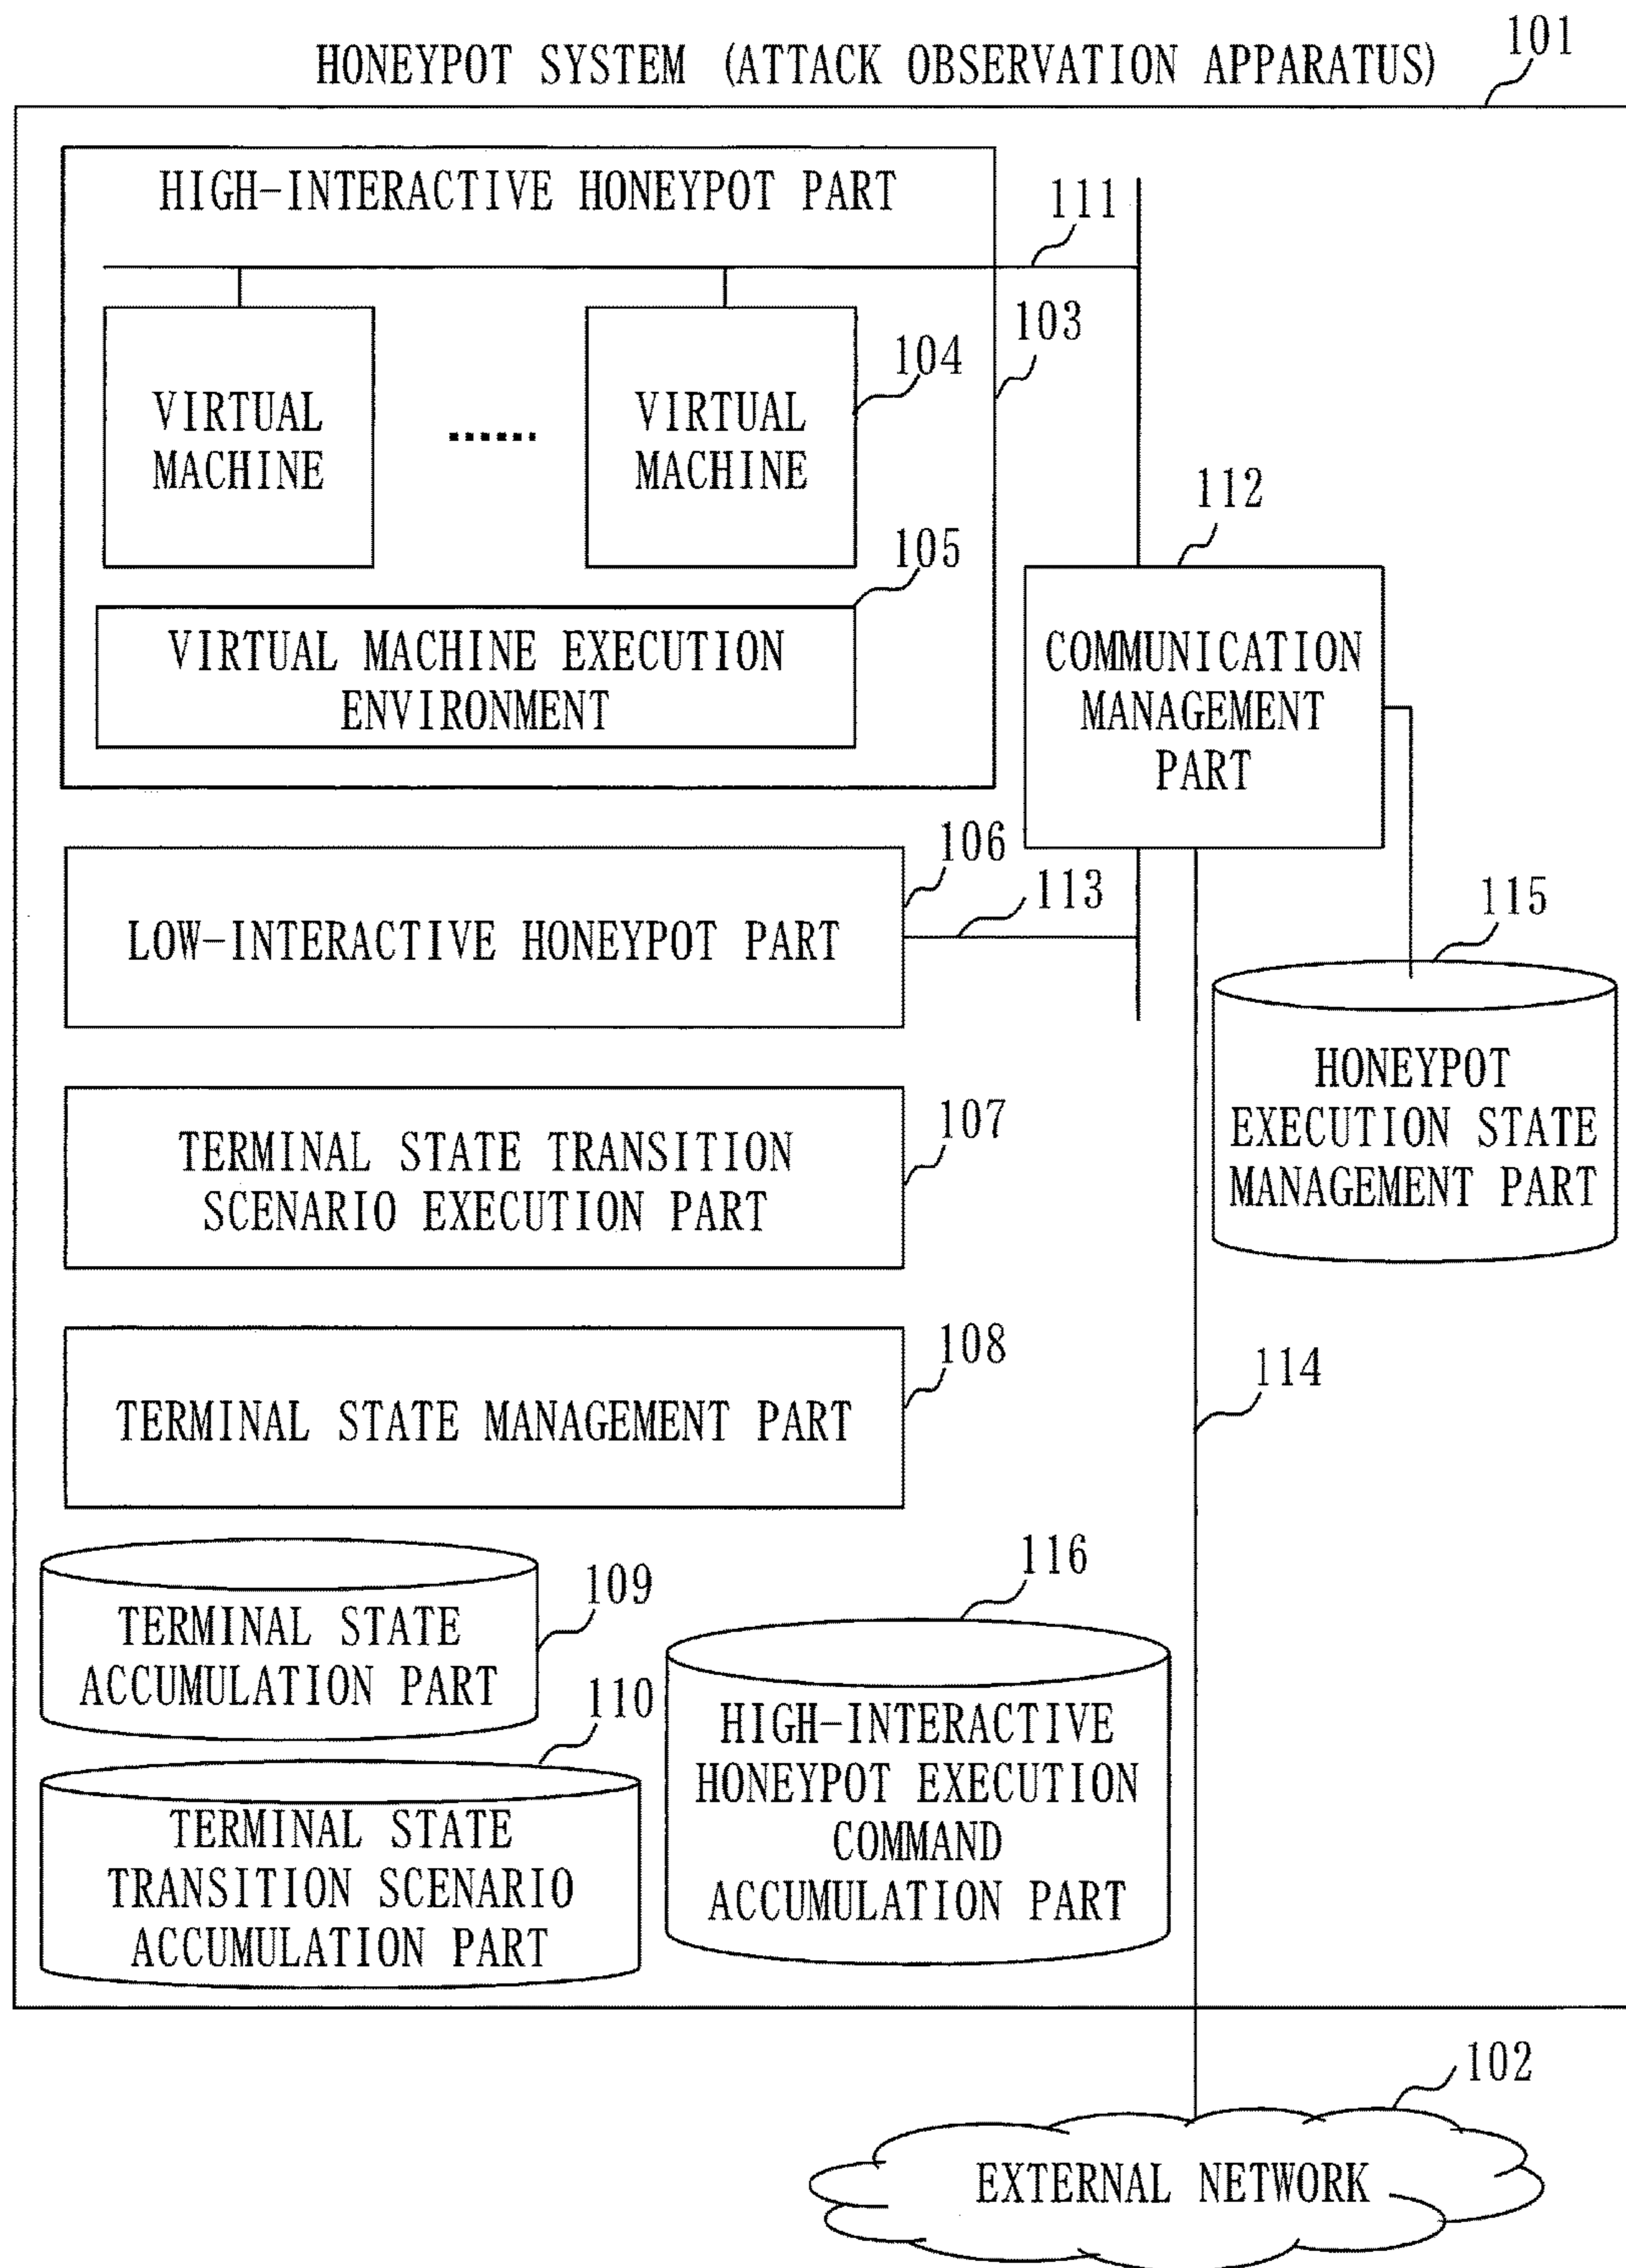 101
HONEYPOT SYSTEM (ATTACK OBSERVATION APPARATUS)
HIGH-INTERACTIVE HONEYPOT PART
111
103
104
VIRTUAL
MACHINE
......
VIRTUAL
MACHINE
112
105
VIRTUAL MACHINE EXECUTION
ENVIRONMENT
COMMUNICATION
MANAGEMENT
PART
106
LOW-INTERACTIVE HONEYPOT PART
113
115
HONEYPOT
EXECUTION STATE
MANAGEMENT PART
107
TERMINAL STATE TRANSITION
SCENARIO EXECUTION PART
108
TERMINAL STATE MANAGEMENT PART
114
109
TERMINAL STATE
ACCUMULATION PART
116
HIGH-INTERACTIVE
HONEYPOT EXECUTION
COMMAND
ACCUMULATION PART
110
TERMINAL STATE
TRANSITION SCENARIO
ACCUMULATION PART
102
EXTERNAL NETWORK